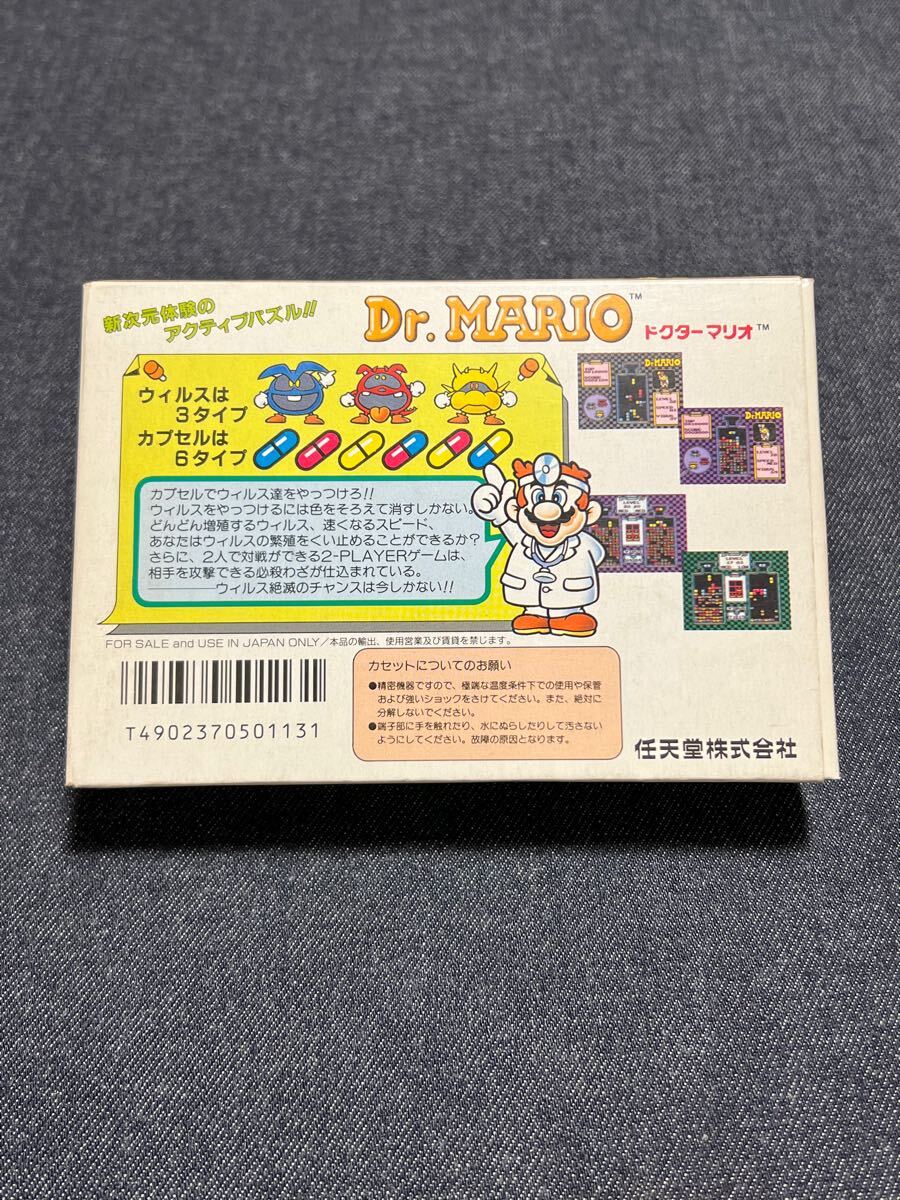 新次元体験の
アクティブパズル!!
Dr. MARIO™
ドクターマリオ™
ウィルスは
3タイプ
カプセルは
6タイプ
カプセルでウィルス達をやっつけろ!!
ウィルスをやっつけるには色をそろえて消すしかない。
どんどん増殖するウィルス、速くなるスピード、
あなたはウィルスの繁殖をくい止めることができるか?
さらに、2人で対戦ができる2-PLAYERゲームは、
相手を攻撃できる必殺わざが仕込まれている。
———ウィルス絶滅のチャンスは今しかない!!
Dr.MARIO
Dr.MARIO
FOR SALE and USE IN JAPAN ONLY/本品の輸出、使用営業及び賃貸を禁じます。
T4902370501131
カセットについてのお願い
●精密機器ですので、極端な温度条件下での使用や保管
および強いショックをさけてください。また、絶対に
分解しないでください。
●端子部に手を触れたり、水にぬらしたりして汚さない
ようにしてください。故障の原因となります。
任天堂株式会社